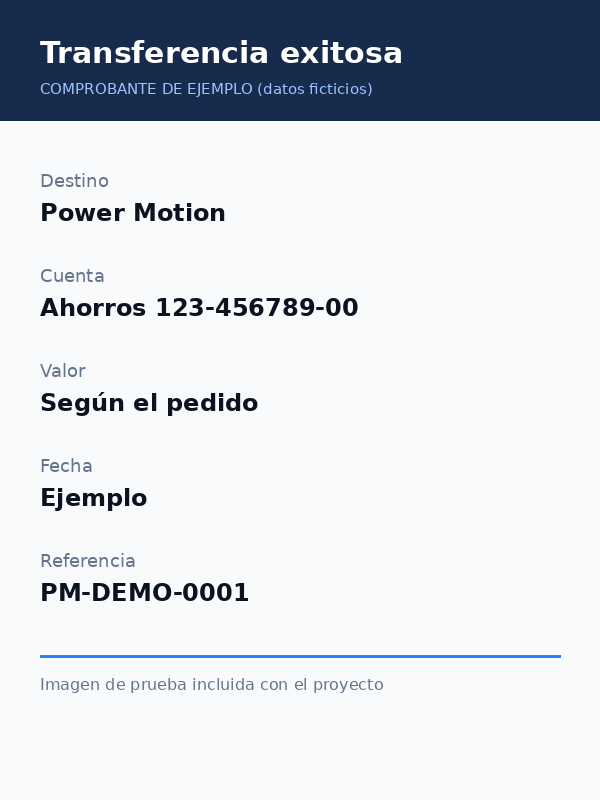 Transferencia exitosa
COMPROBANTE DE EJEMPLO (datos ficticios)
Destino
Power Motion
Cuenta
Ahorros 123-456789-00
Valor
Según el pedido
Fecha
Ejemplo
Referencia
PM-DEMO-0001
Imagen de prueba incluida con el proyecto